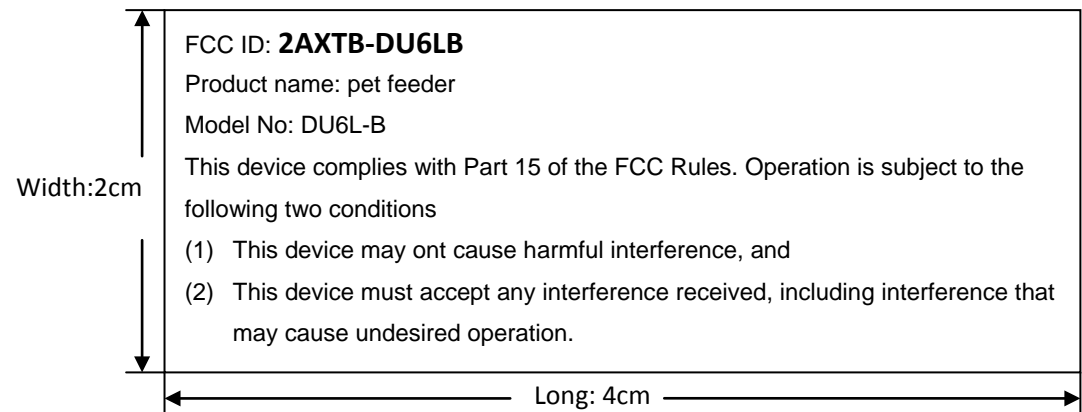 FCC ID: 2AXTB-DU6LB
Product name: pet feeder
Model No: DU6L-B
This device complies with Part 15 of the FCC Rules. Operation is subject to the
following two conditions
(1) This device may ont cause harmful interference, and
(2) This device must accept any interference received, including interference that
may cause undesired operation.
Width:2cm
Long: 4cm